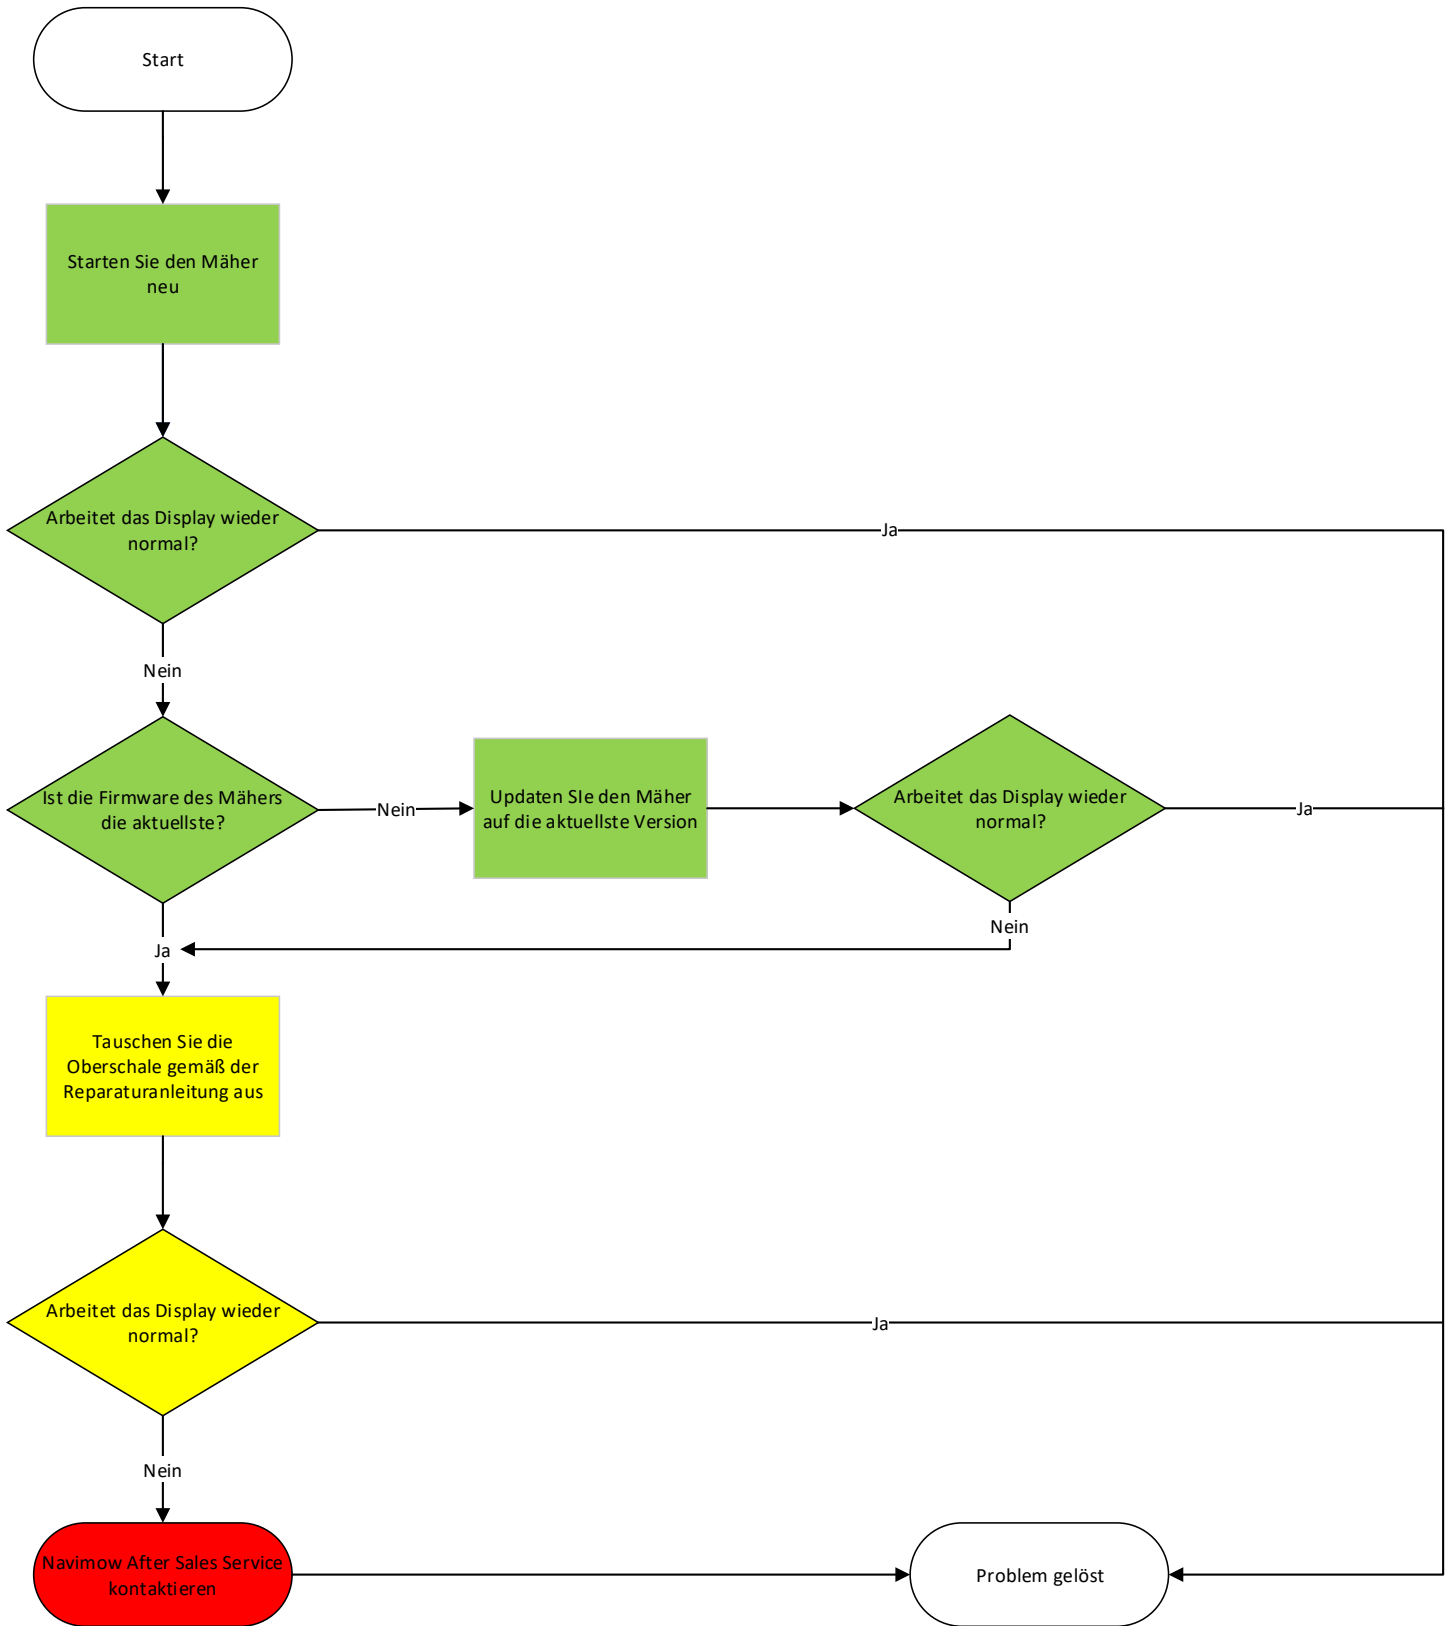 Start
Starten Sie den Mäher
neu
Arbeitet das Display wieder
normal?
Ja
Nein
Ist die Firmware des Mähers
die aktuellste?
Nein
Updaten SIe den Mäher
auf die aktuellste Version
Arbeitet das Display wieder
normal?
Ja
Nein
Ja
Tauschen Sie die
Oberschale gemäß der
Reparaturanleitung aus
Arbeitet das Display wieder
normal?
Ja
Nein
Navimow After Sales Service
kontaktieren
Problem gelöst